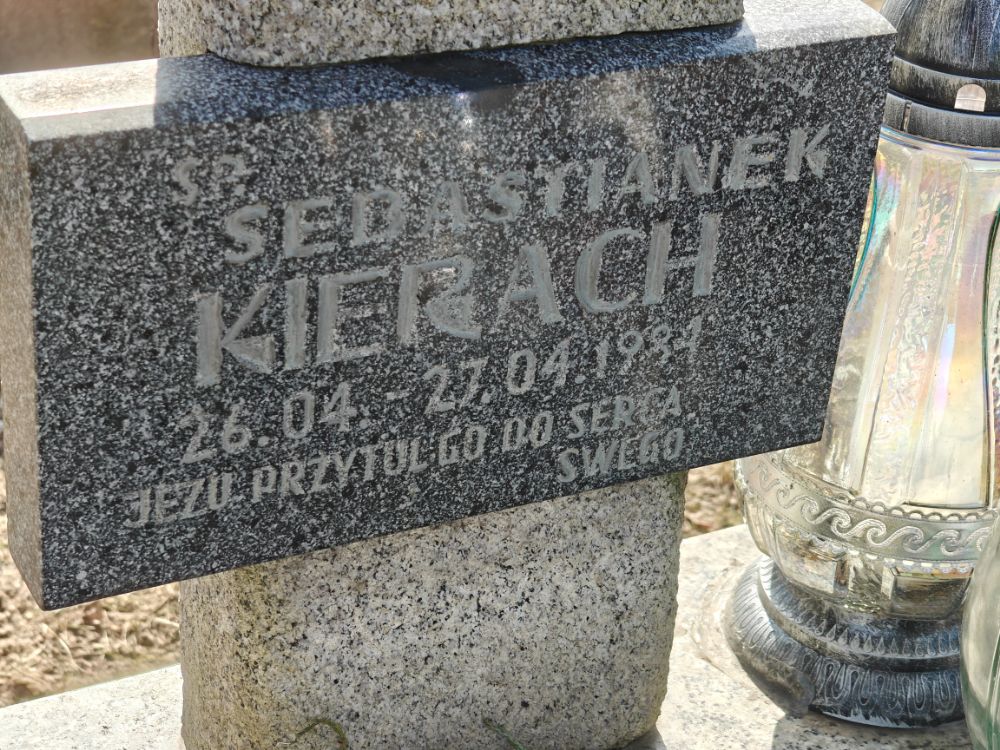 ŚP.
SEBASTIANEK
KIERACH
26.04. - 27.04.1984
JEZU PRZYTUL GO DO SERCA
SWEGO